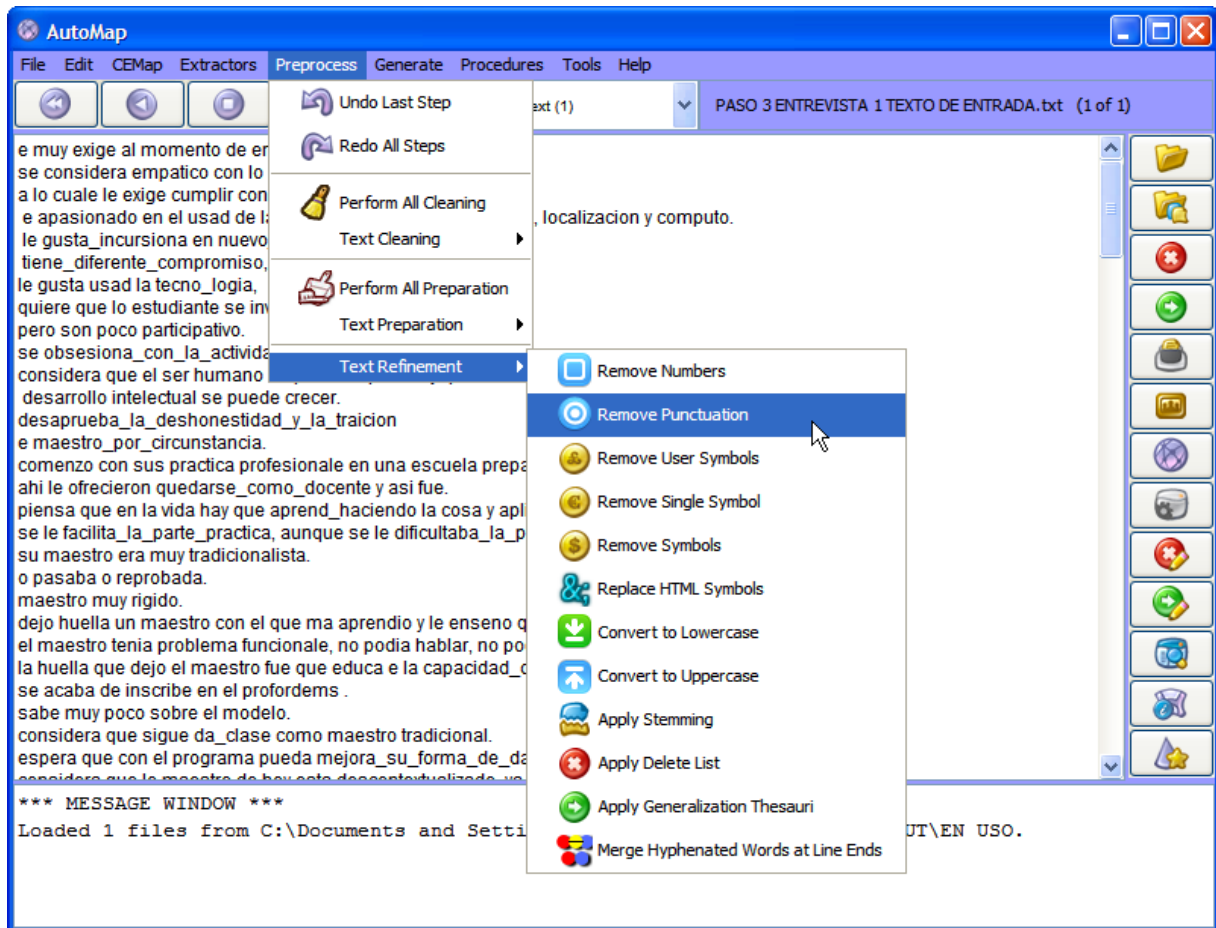 AutoMap
File Edit CEMap Extractors Preprocess Generate Procedures Tools Help
ext (1)
PASO 3 ENTREVISTA 1 TEXTO DE ENTRADA.txt (1 of 1)
Undo Last Step
Redo All Steps
Perform All Cleaning
Text Cleaning
Perform All Preparation
Text Preparation
Text Refinement
Remove Numbers
Remove Punctuation
Remove User Symbols
Remove Single Symbol
Remove Symbols
Replace HTML Symbols
Convert to Lowercase
Convert to Uppercase
Apply Stemming
Apply Delete List
Apply Generalization Thesauri
Merge Hyphenated Words at Line Ends
e muy exige al momento de
se considera empatico con lo
a lo cuale le exige cumplir con
e apasionado en el usad de , localizacion y computo.
le gusta_incursiona en
tiene_diferente_compromiso,
le gusta usad la tecno_logia,
quiere que lo estudiante se
pero son poco participativo.
se
considera que el ser humano
desarrollo intelectual se puede crecer.
desaprueba_la_deshonestidad_y_la_traicion
e maestro_por_circunstancia.
comenzo con sus practica profesionale en una escuela
ahi le ofrecieron quedarse_como_docente y asi fue.
piensa que en la vida hay que aprend_haciendo la cosa y
se le facilita_la_parte_practica, aunque se le
su maestro era muy tradicionalista.
o pasaba o reprobada.
maestro muy rigido.
dejo huella un maestro con el que ma aprendio y le enseno
el maestro tenia problema funcionale, no podia hablar, no
la huella que dejo el maestro fue que educa e la
se acaba de inscribe en el profordems .
sabe muy poco sobre el modelo.
considera que sigue da_clase como maestro tradicional.
espera que con el programa pueda
*** MESSAGE WINDOW ***
Loaded 1 files from C:\Documents and UT\EN USO.